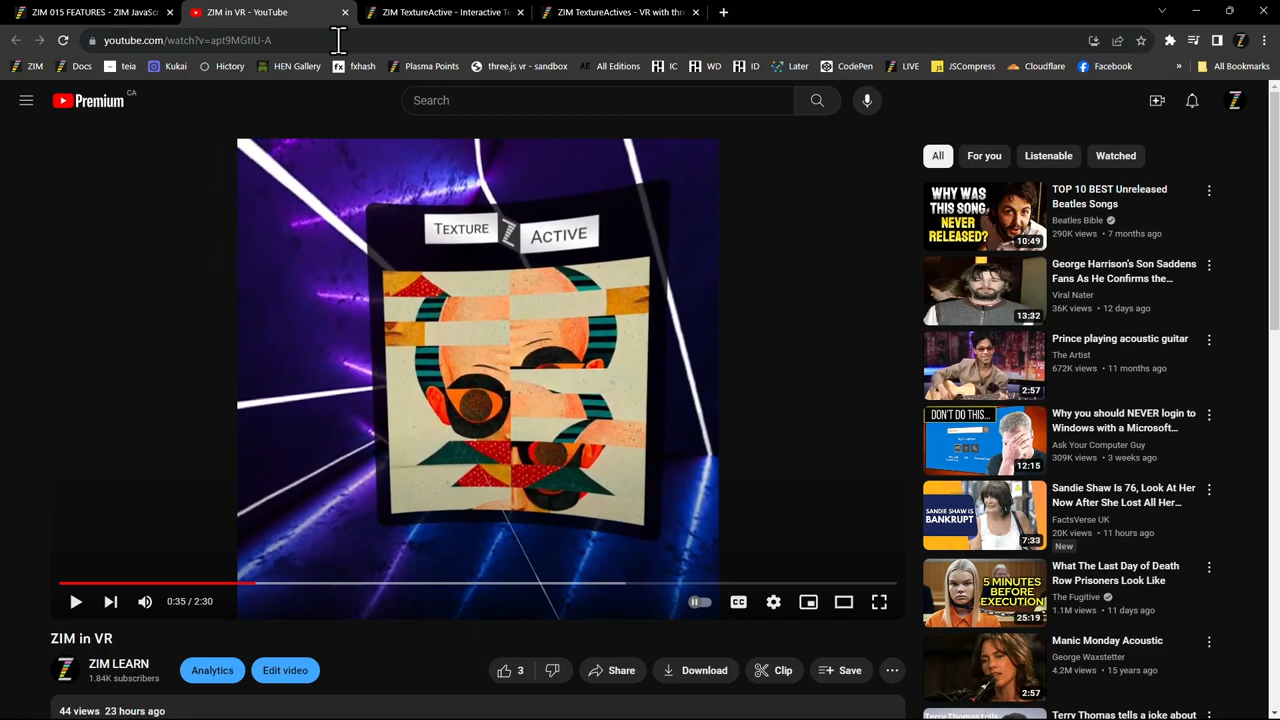 ZIM 015 FEATURES - ZIM JavaScr
ZIM in VR - YouTube
ZIM TextureActive - Interactive Te
ZIM TextureActives - VR with thre
youtube.com/watch?v=apt9MGtIU-A
ZIM
Docs
teia
Kukai
Hictory
HEN Gallery
fxhash
Plasma Points
three.js vr - sandbox
AE All Editions
IC
WD
ID
Later
CodePen
LIVE
JSCompress
Cloudflare
Facebook
»
All Bookmarks
Premium CA
Search
All
For you
Listenable
Watched
TEXTURE
ACTIVE
WHY WAS
THIS SONG
NEVER
RELEASED?
10:49
TOP 10 BEST Unreleased
Beatles Songs
Beatles Bible
290K views • 7 months ago
13:32
George Harrison's Son Saddens
Fans As He Confirms the...
Viral Nater
36K views • 12 days ago
2:57
Prince playing acoustic guitar
The Artist
672K views • 11 months ago
DON'T DO THIS...
12:15
Why you should NEVER login to
Windows with a Microsoft...
Ask Your Computer Guy
309K views • 3 weeks ago
SANDIE SHAW IS
BANKRUPT
7:33
Sandie Shaw Is 76, Look At Her
Now After She Lost All Her...
FactsVerse UK
20K views • 11 hours ago
New
5 MINUTES
BEFORE
EXECUTION
25:19
What The Last Day of Death
Row Prisoners Look Like
The Fugitive
1.1M views • 11 days ago
2:57
Manic Monday Acoustic
George Waxstetter
4.2M views • 15 years ago
Terry Thomas tells
Terry Thomas tells a joke about
0:35 / 2:30
ZIM in VR
ZIM LEARN
1.84K subscribers
Analytics
Edit video
3
Share
Download
Clip
Save
44 views 23 hours ago